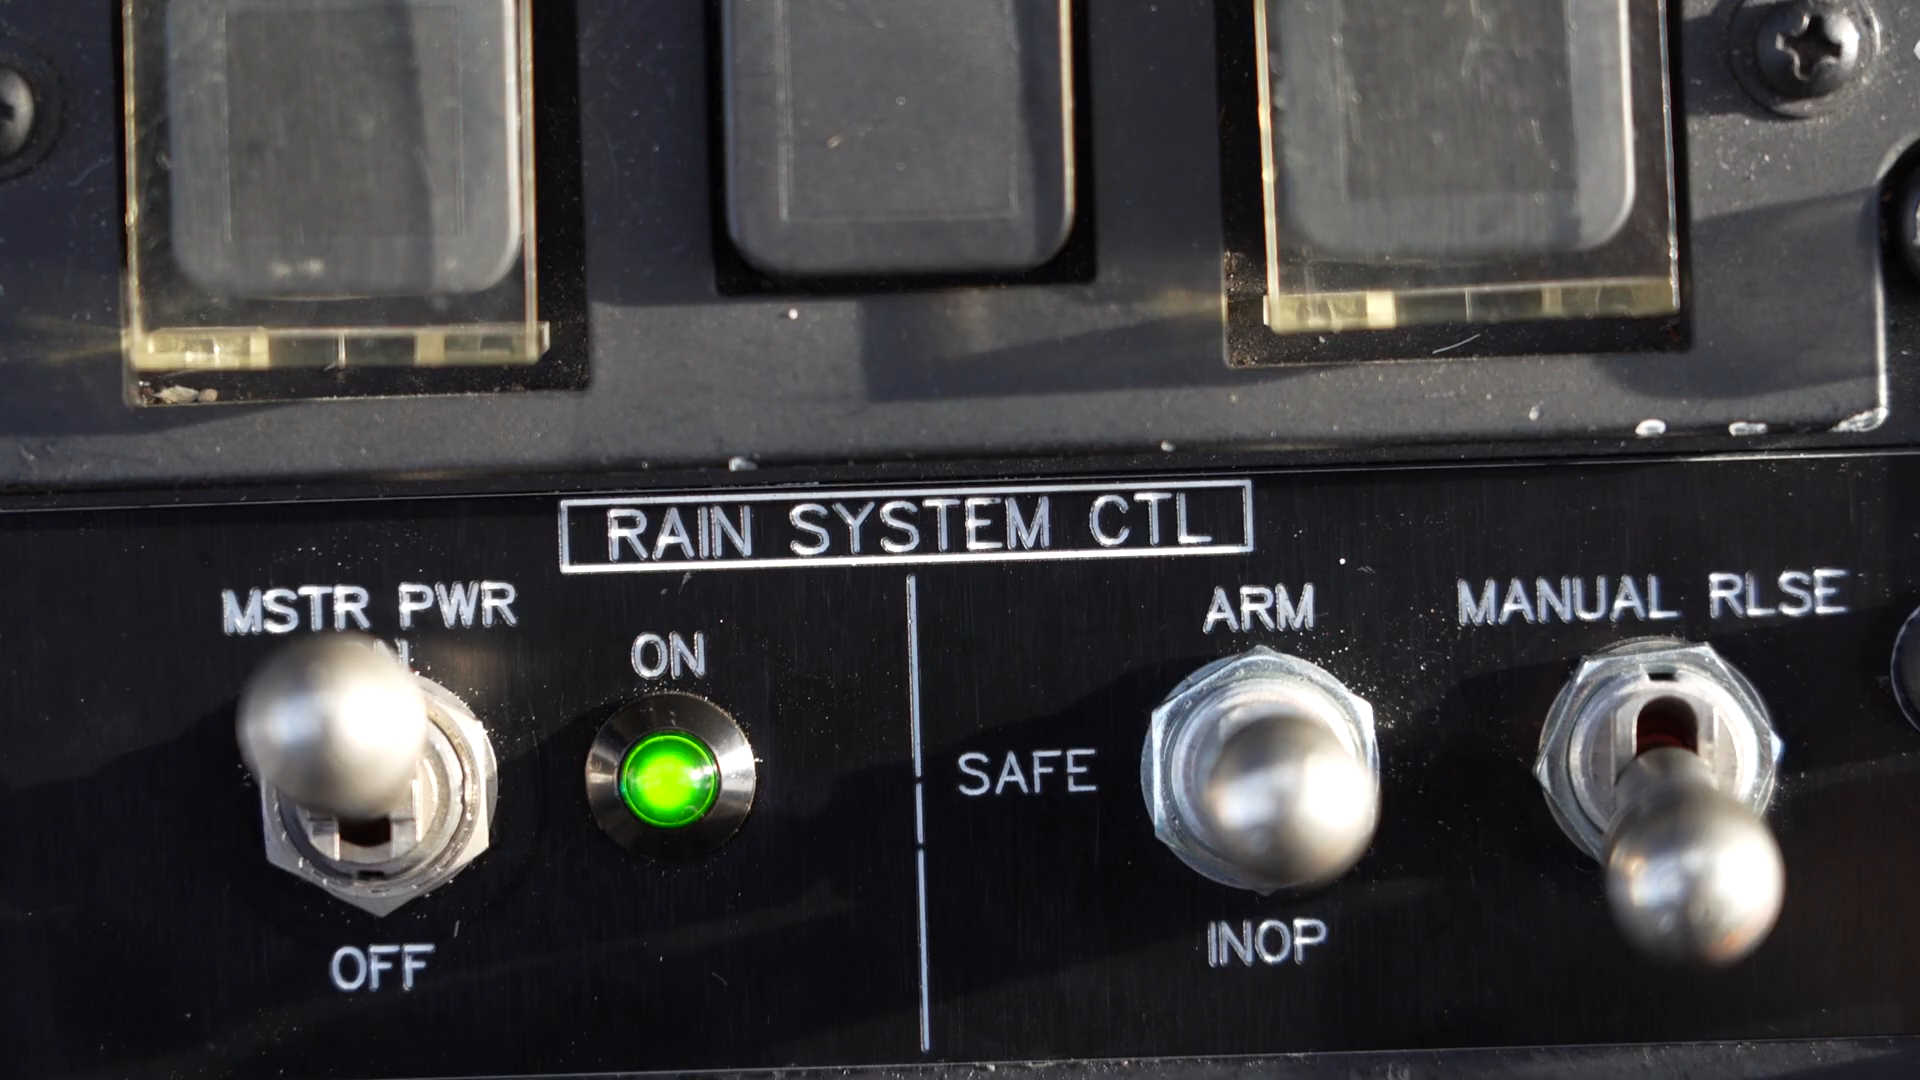 RAIN SYSTEM CTL
MSTR PWR
ON
ARM
MANUAL RLSE
SAFE
INOP
OFF